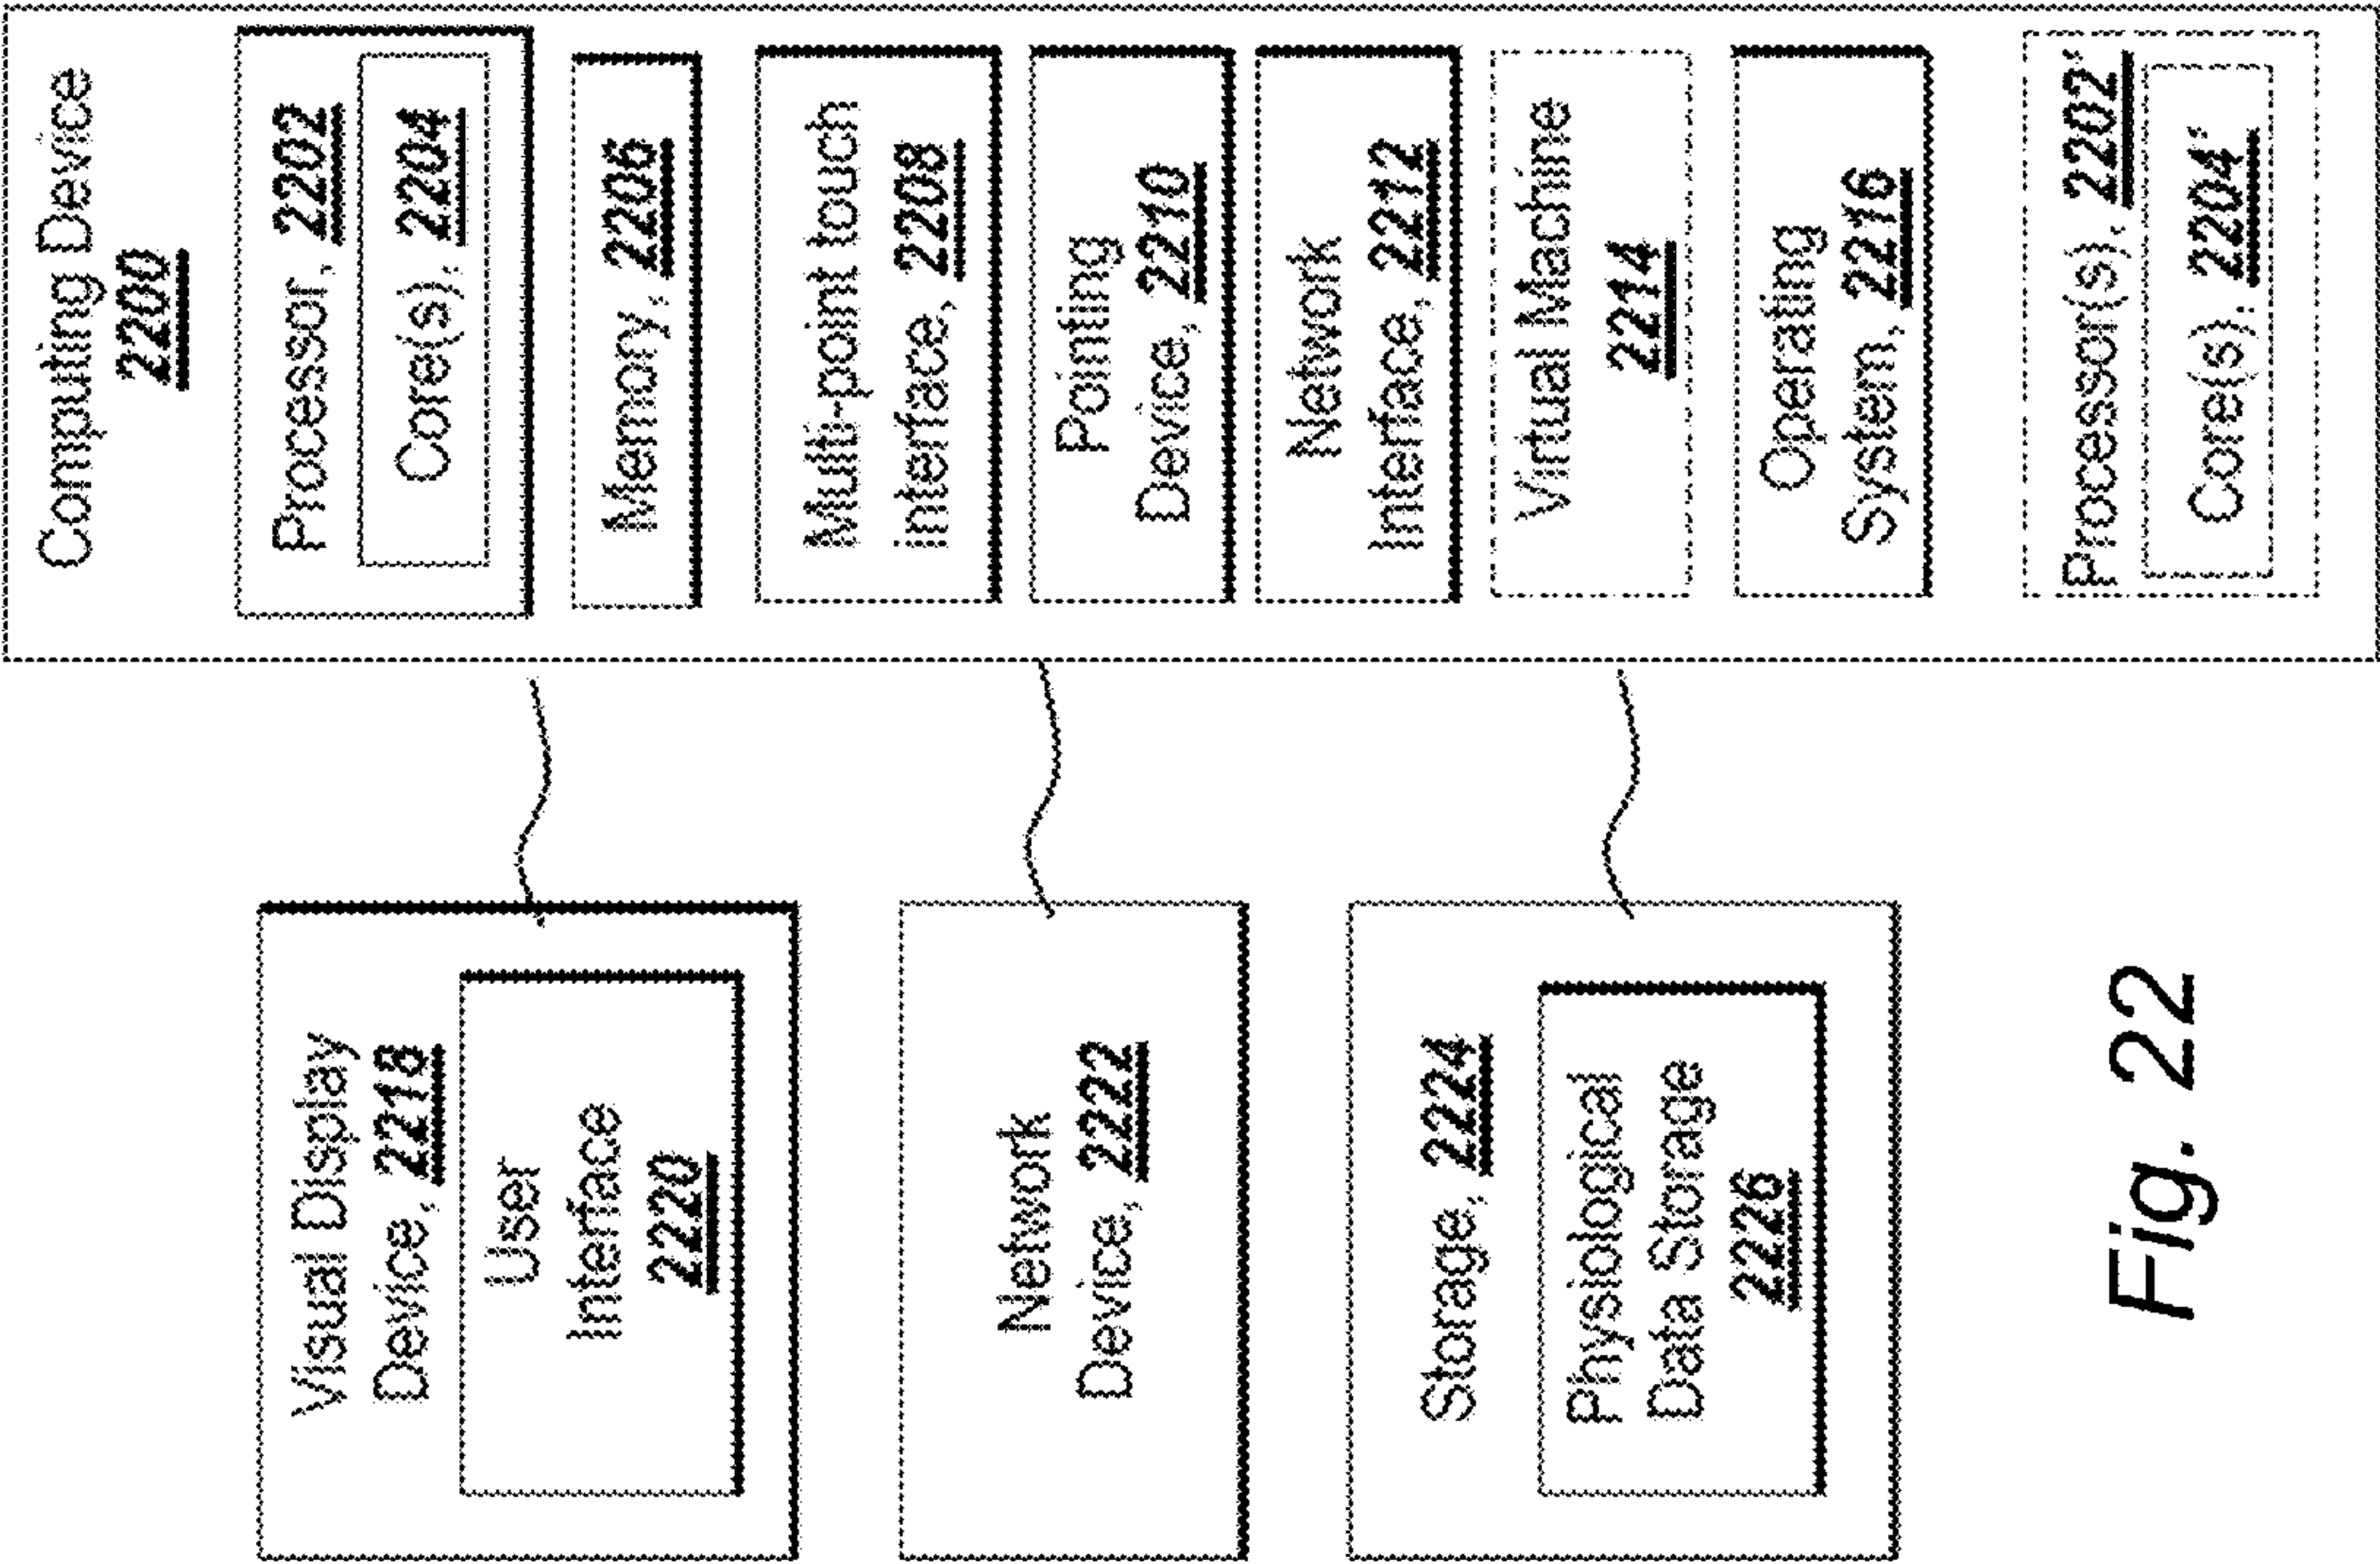 Computing Device
2200
Processor, 2202
Core(s), 2204
Memory, 2206
Multi-point touch
interface, 2208
Pointing
Device, 2210
Network
Interface, 2212
Virtual Machine
2214
Operating
System, 2216
Processor(s), 2202'
Core(s), 2204'
Visual Display
Device, 2218
User
Interface
2220
Network
Device, 2222
Storage, 2224
Physiological
Data Storage
2226
Fig. 22